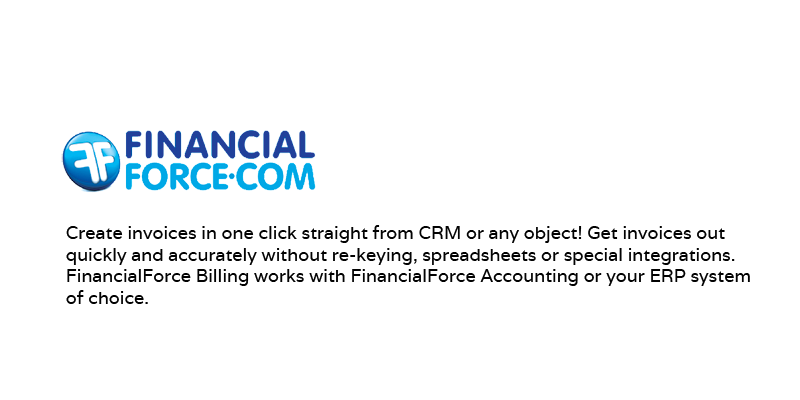 FINANCIAL
FORCE·COM
Create invoices in one click straight from CRM or any object! Get invoices out
quickly and accurately without re-keying, spreadsheets or special integrations.
FinancialForce Billing works with FinancialForce Accounting or your ERP system
of choice.